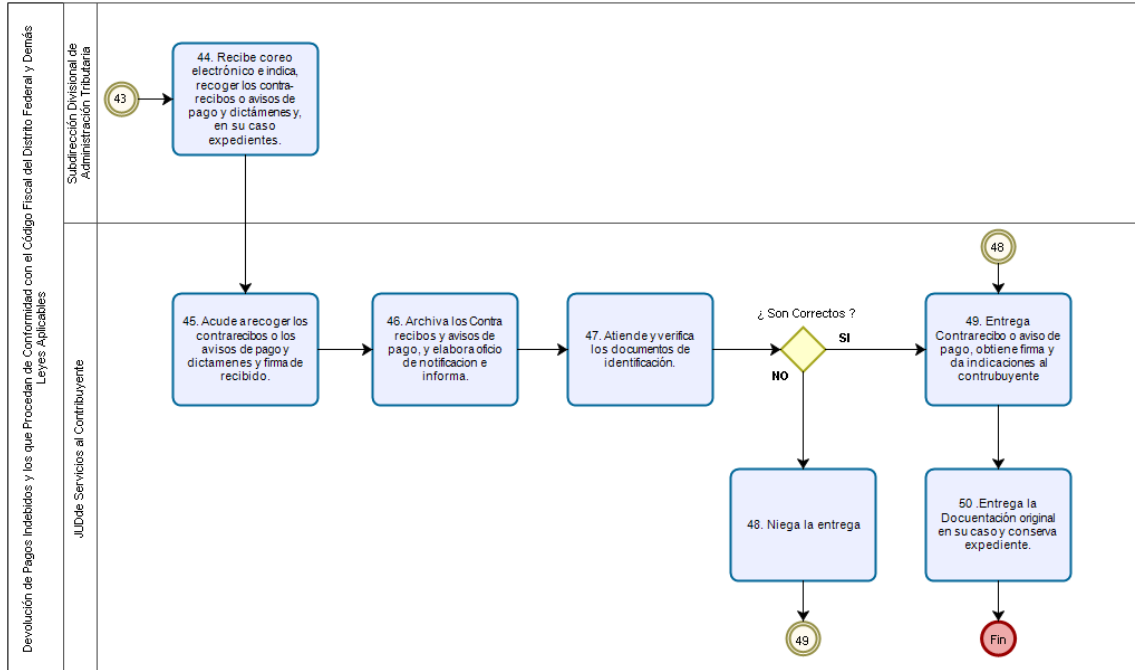 Devolución de Pagos Indebidos y los que Procedan de Conformidad con el Código Fiscal del Distrito Federal y Demás
Leyes Aplicables
Subdirección Divisional de
Administración Tributaria
43
44. Recibe correo
electrónico e indica,
recoger los contra-
recibos o avisos de
pago y dictámenes y,
en su caso
expedientes.
JUDde Servicios al Contribuyente
45. Acude a recoger los
contrarecibos o los
avisos de pago y
dictamenes y firma de
recibido.
46. Archiva los Contra
recibos y avisos de
pago, y elabora oficio
de notificacion e
informa.
47. Atiende y verifica
los documentos de
identificación.
¿ Son Correctos ?
SI
NO
48
49. Entrega
Contrarecibo o aviso de
pago, obtiene firma y
da indicaciones al
contrubuyente
48. Niega la entrega
50 .Entrega la
Docuentación original
en su caso y conserva
expediente.
49
Fin